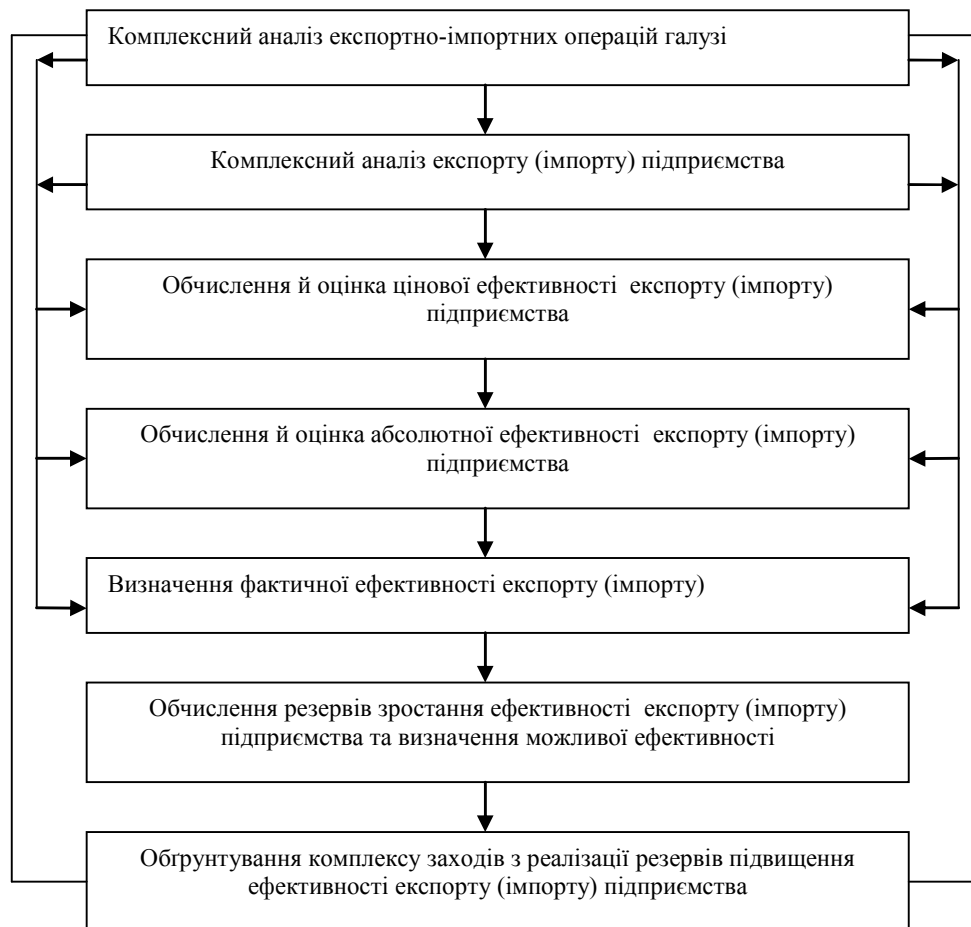 Комплексний аналіз експортно-імпортних операцій галузі
Комплексний аналіз експорту (імпорту) підприємства
Обчислення й оцінка цінової ефективності експорту (імпорту)
підприємства
Обчислення й оцінка абсолютної ефективності експорту (імпорту)
підприємства
Визначення фактичної ефективності експорту (імпорту)
Обчислення резервів зростання ефективності експорту (імпорту)
підприємства та визначення можливої ефективності
Обґрунтування комплексу заходів з реалізації резервів підвищення
ефективності експорту (імпорту) підприємства